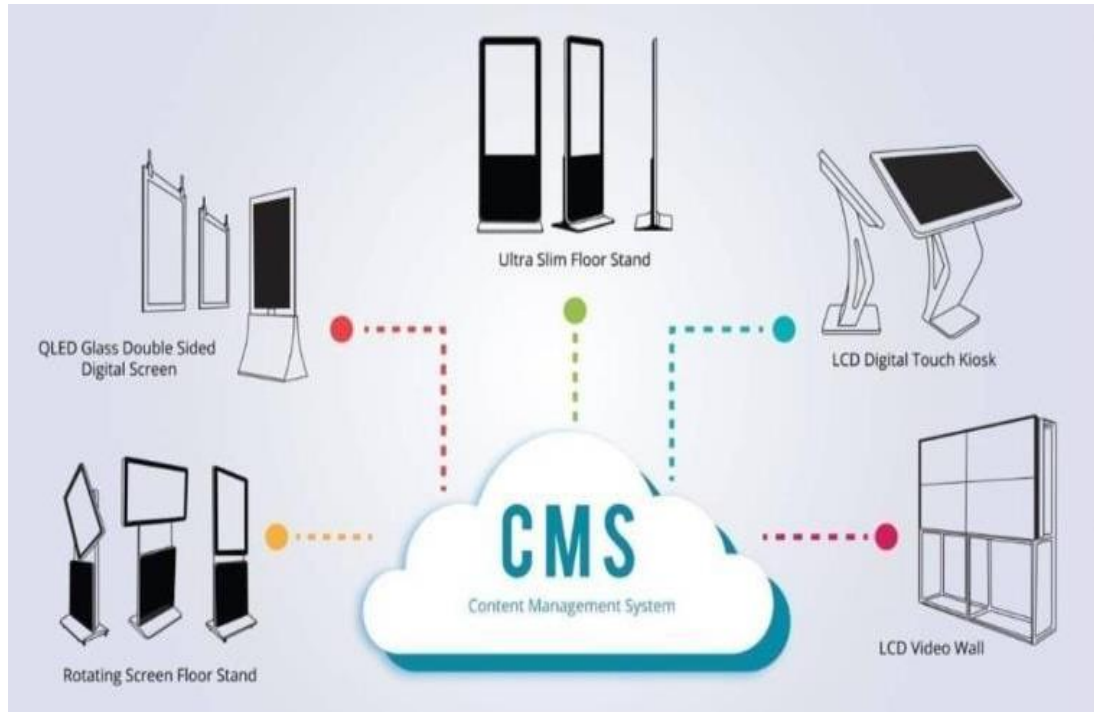 Ultra Slim Floor Stand
QLED Glass Double Sided
Digital Screen
LCD Digital Touch Kiosk
CMS
Content Management System
Rotating Screen Floor Stand
LCD Video Wall